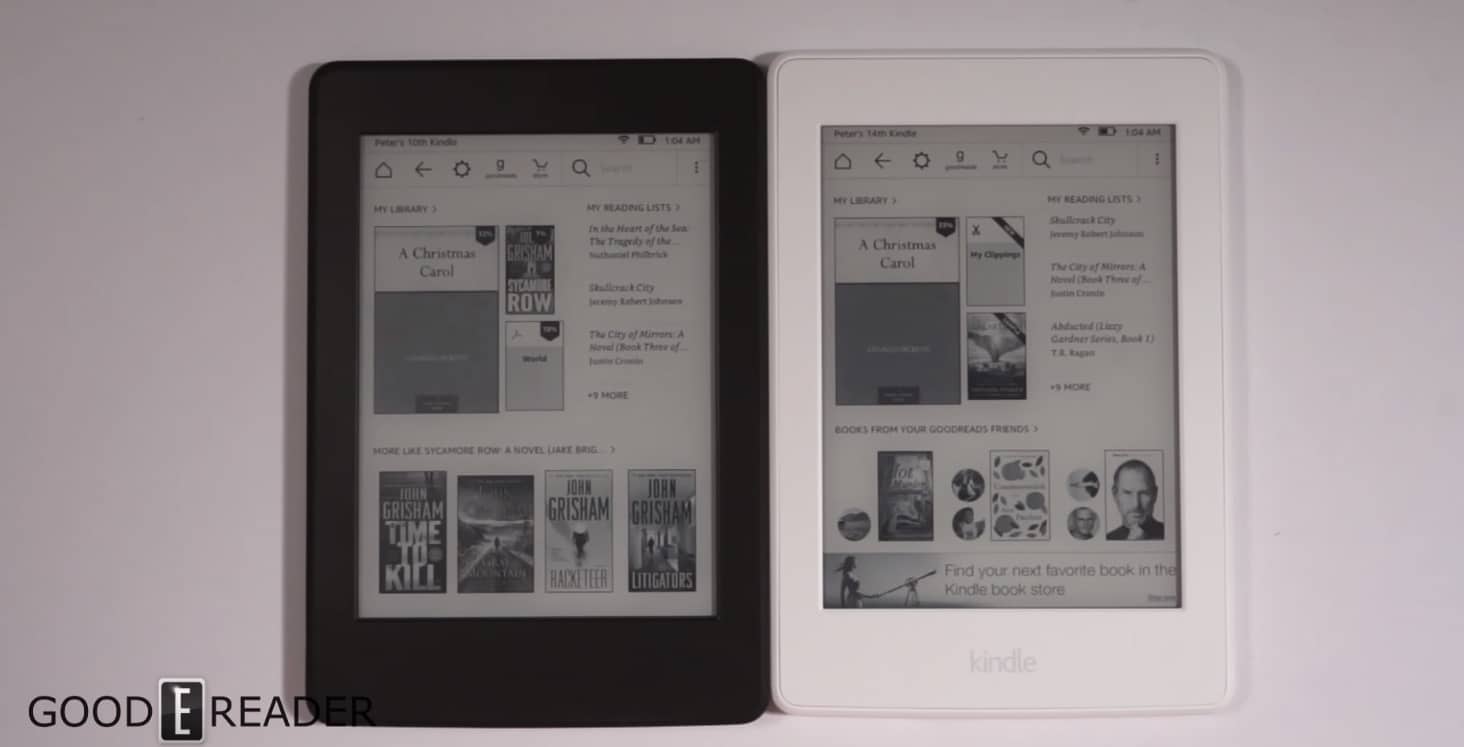 Peter's 10th Kindle
1:04 AM
goodreads
Store
Search
MY LIBRARY >
MY READING LISTS >
A Christmas
Carol
33%
7%
GRISHAM
SYCAMORE
ROW
78%
World
In the Heart of the Sea:
The Tragedy of the...
Nathaniel Philbrick
Skullcrack City
Jeremy Robert Johnson
The City of Mirrors: A
Novel (Book Three of...
Justin Cronin
+9 MORE
MORE LIKE SYCAMORE ROW: A NOVEL (JAKE BRIG... >
JOHN
GRISHAM
TIME
TO
KILL
GRAY
MOUNTAIN
JOHN
GRISHAM
RACKETEER
JOHN
GRISHAM
LITIGATORS
Peter's 14th Kindle
1:04 AM
goodreads
Store
Search
MY LIBRARY >
MY READING LISTS >
A Christmas
Carol
33%
My Clippings
Skullcrack City
Jeremy Robert Johnson
The City of Mirrors: A
Novel (Book Three of...
Justin Cronin
Abducted (Lizzy
Gardner Series, Book 1)
T.R. Ragan
+9 MORE
BOOKS FROM YOUR GOODREADS FRIENDS >
Find your next favorite book in the
Kindle book store
kindle
GOOD E READER